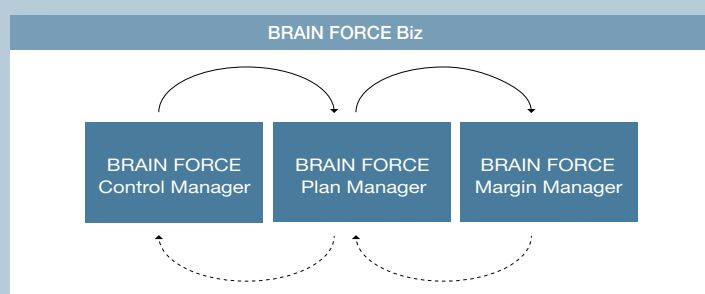 BRAIN FORCE Biz
BRAIN FORCE
Control Manager
BRAIN FORCE
Plan Manager
BRAIN FORCE
Margin Manager